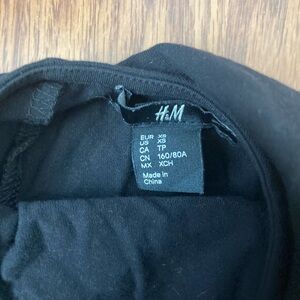 H&M
EUR XS
US XS
CA TP
CN 160/80A
MX XCH
Made in
China